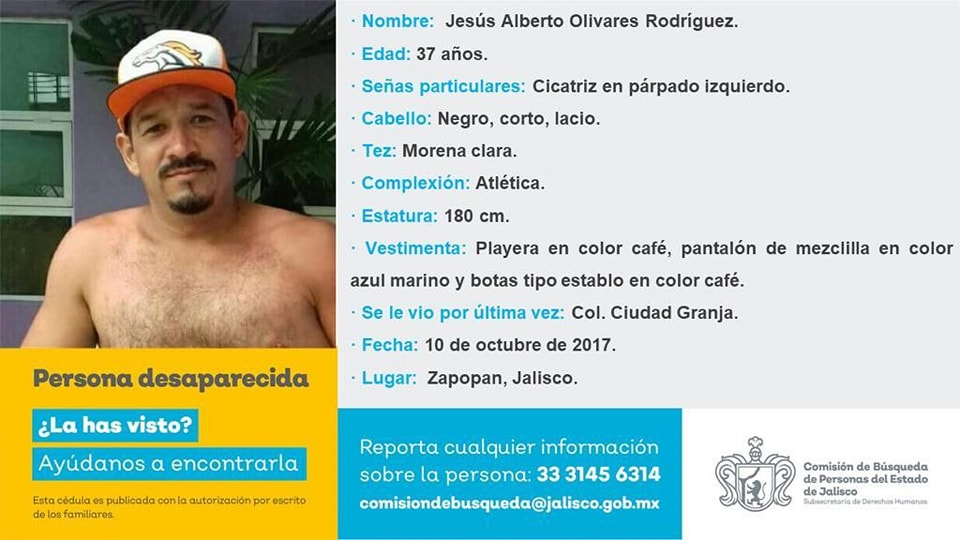 · Nombre: Jesús Alberto Olivares Rodríguez.
· Edad: 37 años.
· Señas particulares: Cicatriz en párpado izquierdo.
· Cabello: Negro, corto, lacio.
· Tez: Morena clara.
· Complexión: Atlética.
· Estatura: 180 cm.
· Vestimenta: Playera en color café, pantalón de mezclilla en color
azul marino y botas tipo establo en color café.
· Se le vio por última vez: Col. Ciudad Granja.
· Fecha: 10 de octubre de 2017.
· Lugar: Zapopan, Jalisco.
Persona desaparecida
¿La has visto?
Ayúdanos a encontrarla
Esta cédula es publicada con la autorización por escrito
de los familiares.
Reporta cualquier información
sobre la persona: 33 3145 6314
comisiondebusqueda@jalisco.gob.mx
Comisión de Búsqueda
de Personas del Estado
de Jalisco
Subsecretaría de Derechos Humanos